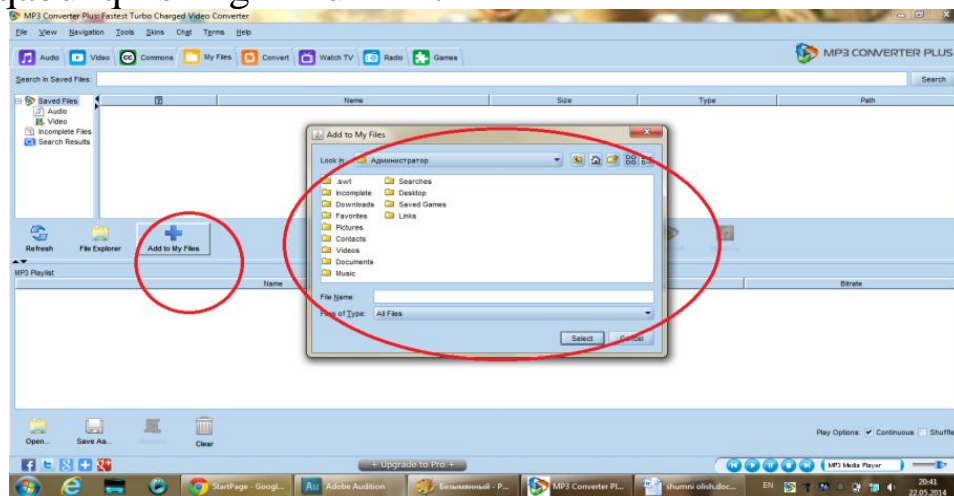 MP3 Converter Plus: Fastest Turbo Charged Video Converter
File View Navigation Tools Skins Chat Terms Help
Audio Video Commons My Files Convert Watch TV Radio Games
MP3 CONVERTER PLUS
Search in Saved Files: Search
Saved Files
Audio
Video
Incomplete Files
Search Results
Name Size Type Path
Add to My Files
Look In: Администратор
.swt Searches
Incomplete Desktop
Downloads Saved Games
Favorites Links
Pictures
Contacts
Videos
Documents
Music
File Name:
Files of Type: All Files
Select Cancel
Refresh File Explorer Add to My Files
MP3 Playlist
Name Bitrate
Open... Save As... Clear
Play Options: Continuous Shuffle
+ Upgrade to Pro +
MP3 Media Player
StartPage - Googl... Adobe Audition Безымянный - P... MP3 Converter Pl... shumni olish.doc... EN 20:41
22.05.2014